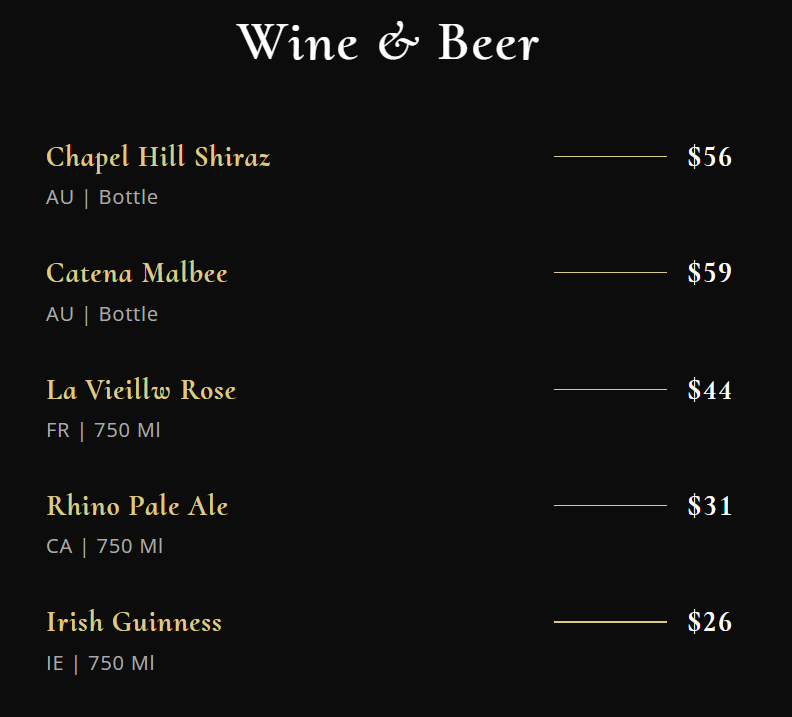 Wine & Beer
Chapel Hill Shiraz $56
AU | Bottle
Catena Malbee $59
AU | Bottle
La Vieillw Rose $44
FR | 750 Ml
Rhino Pale Ale $31
CA | 750 Ml
Irish Guinness $26
IE | 750 Ml